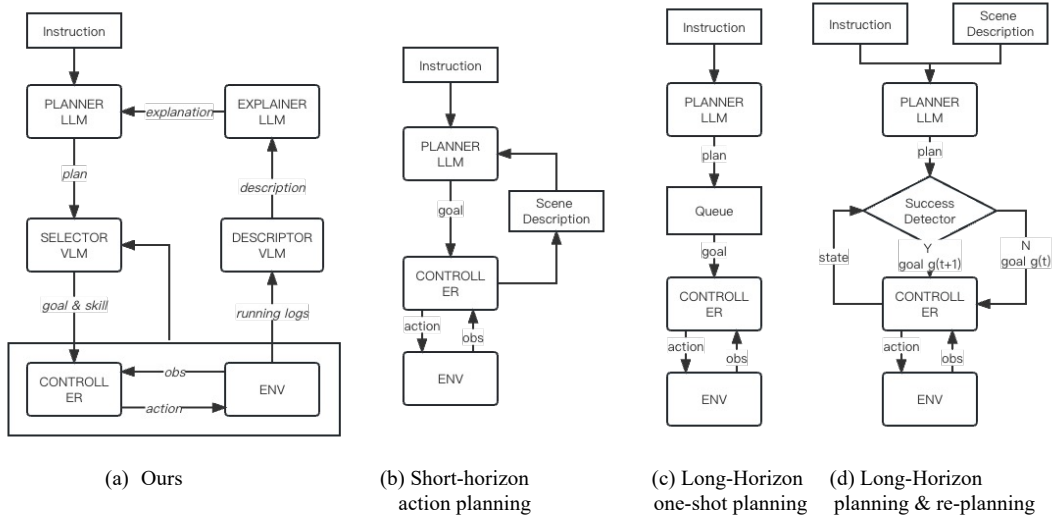 Instruction
PLANNER
LLM
explanation
EXPLAINER
LLM
plan
description
SELECTOR
VLM
DESCRIPTOR
VLM
goal & skill
running logs
CONTROLL
ER
obs
action
ENV
(a) Ours
Instruction
PLANNER
LLM
goal
Scene
Description
CONTROLL
ER
action
obs
ENV
(b) Short-horizon
action planning
Instruction
PLANNER
LLM
plan
Queue
goal
CONTROLL
ER
action
obs
ENV
(c) Long-Horizon
one-shot planning
Instruction
Scene
Description
PLANNER
LLM
plan
Success
Detector
state
Y
goal g(t+1)
N
goal g(t)
CONTROLL
ER
action
obs
ENV
(d) Long-Horizon
planning & re-planning